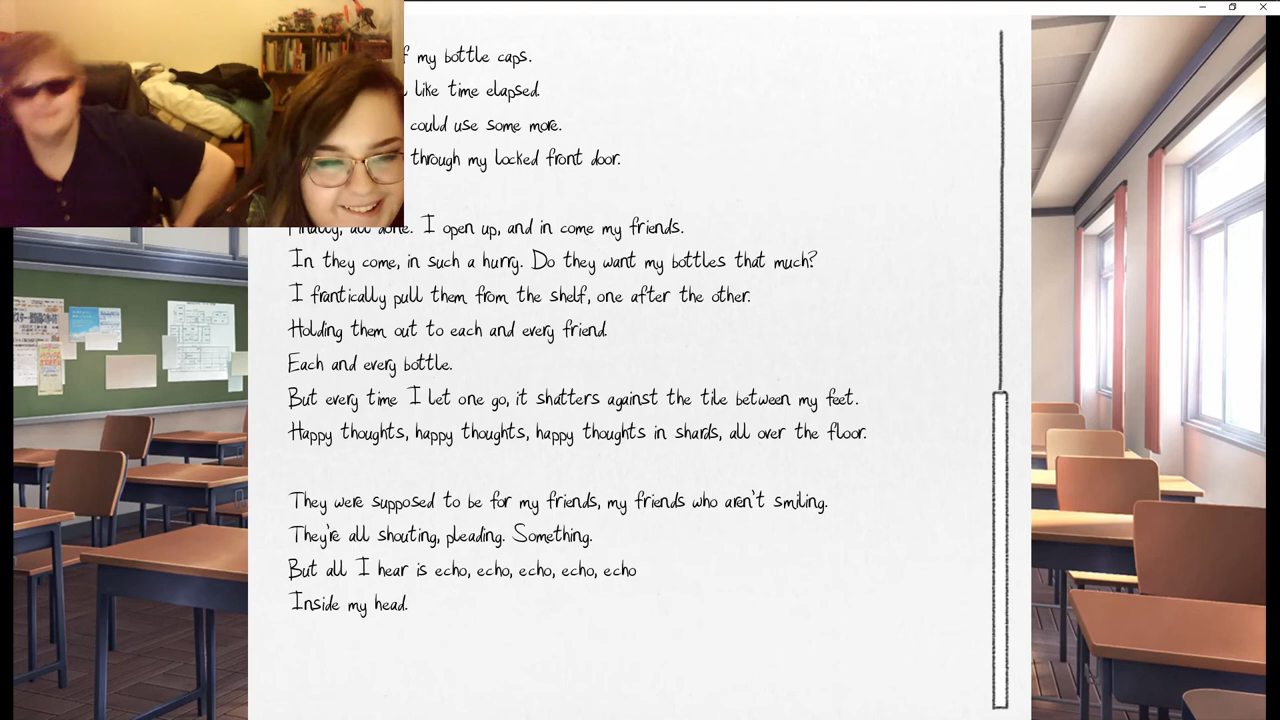 my bottle caps.
like time elapsed.
could use some more.
through my locked front door.
Finally, all done. I open up, and in come my friends.
In they come, in such a hurry. Do they want my bottles that much?
I frantically pull them from the shelf, one after the other.
Holding them out to each and every friend.
Each and every bottle.
But every time I let one go, it shatters against the tile between my feet.
Happy thoughts, happy thoughts, happy thoughts in shards, all over the floor.
They were supposed to be for my friends, my friends who aren't smiling.
They're all shouting, pleading. Something.
But all I hear is echo, echo, echo, echo, echo
Inside my head.